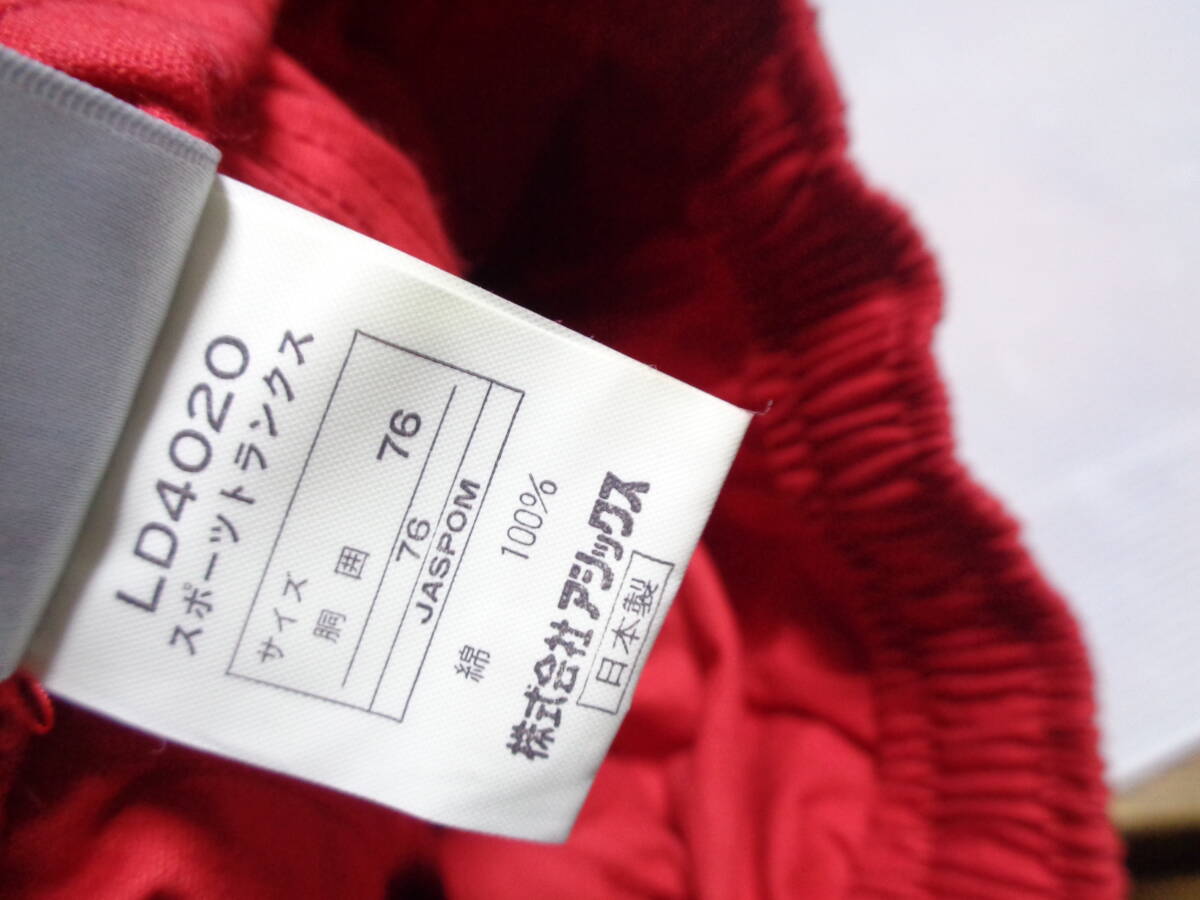 LD4020
スポーツトランクス
サイズ 76
胴囲 76
JASPOM
綿 100%
株式会社アシックス
日本製